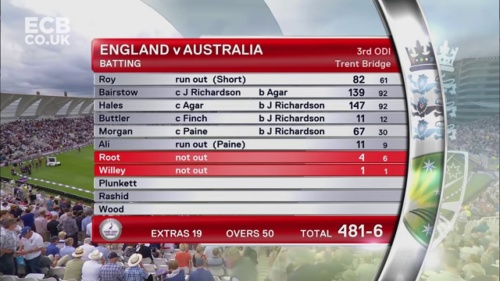 ECB
CO.UK
ENGLAND v AUSTRALIA 3rd ODI
BATTING Trent Bridge
Roy run out (Short) 82 61
Bairstow c J Richardson b Agar 139 92
Hales c Agar b J Richardson 147 92
Buttler c Finch b J Richardson 11 12
Morgan c Paine b J Richardson 67 30
Ali run out (Paine) 11 9
Root not out 4 6
Willey not out 1 1
Plunkett
Rashid
Wood
EXTRAS 19 OVERS 50 TOTAL 481-6